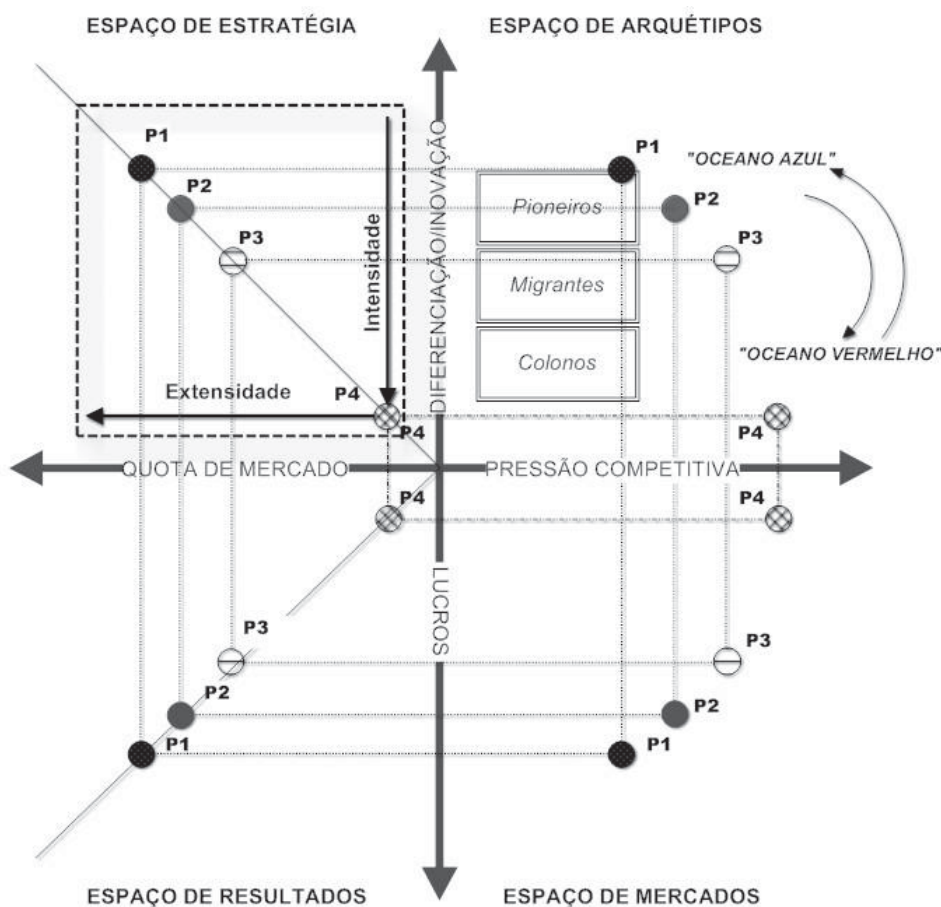 ESPAÇO DE ESTRATÉGIA
ESPAÇO DE ARQUÉTIPOS
P1
P2
P3
P4
Intensidade
Extensidade
P4
DIFERENCIAÇÃO/INOVAÇÃO
Pioneiros
Migrantes
Colonos
P1
P2
P3
P4
"OCEANO AZUL"
"OCEANO VERMELHO"
QUOTA DE MERCADO
PRESSÃO COMPETITIVA
P4
P4
LUCROS
P3
P2
P1
P3
P2
P1
ESPAÇO DE RESULTADOS
ESPAÇO DE MERCADOS